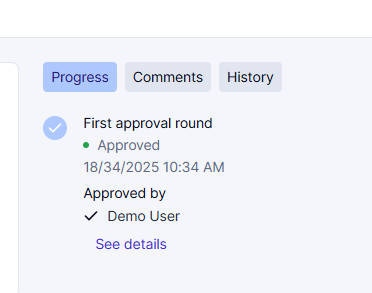 Progress Comments History
First approval round
Approved
18/34/2025 10:34 AM
Approved by
Demo User
See details